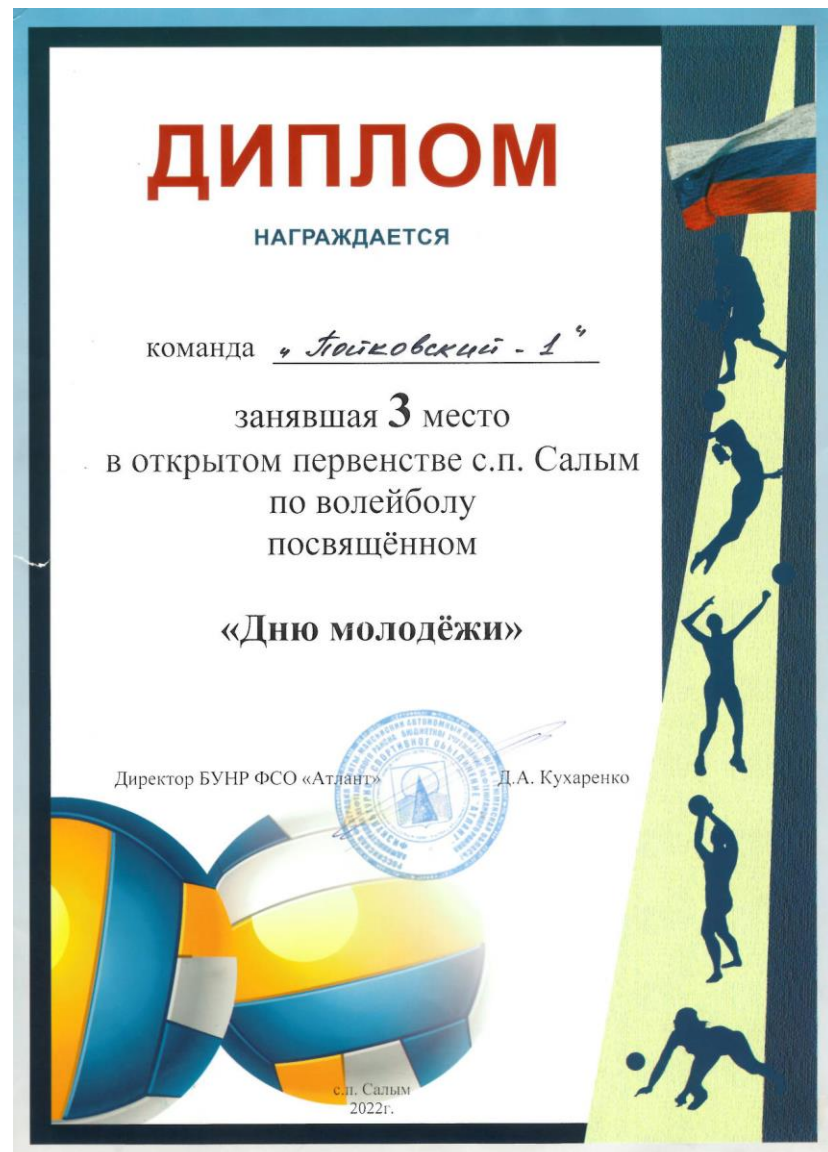 ДИПЛОМ
НАГРАЖДАЕТСЯ
команда „Пойковский - 1"
занявшая 3 место
в открытом первенстве с.п. Салым
по волейболу
посвящённом
«Дню молодёжи»
Директор БУНР ФСО «Атлант» Д.А. Кухаренко
с.п. Салым
2022г.